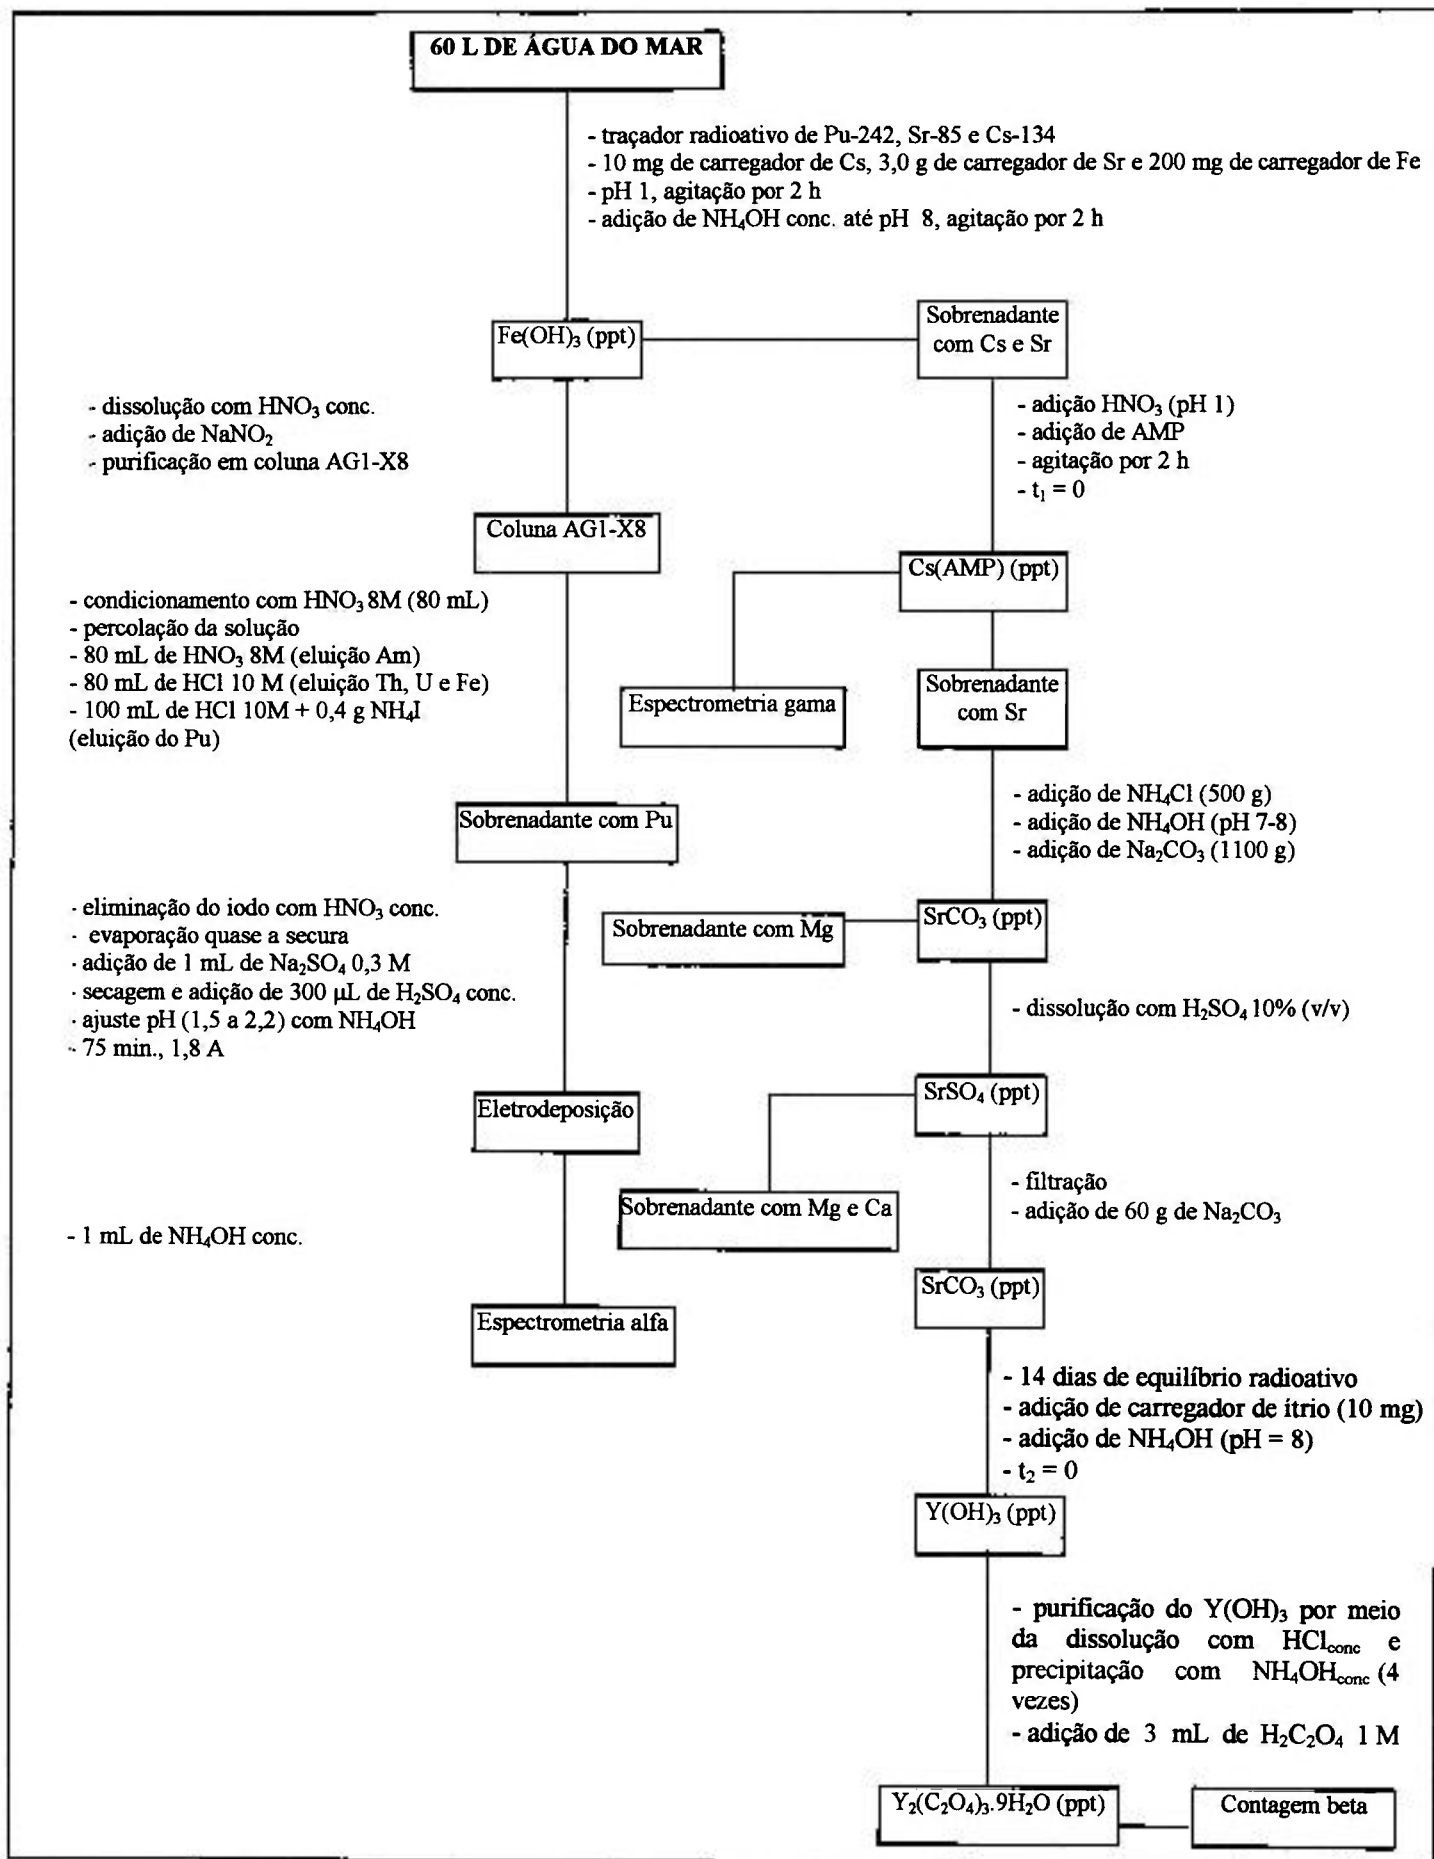 60 L DE ÁGUA DO MAR
- traçador radioativo de Pu-242, Sr-85 e Cs-134
- 10 mg de carregador de Cs, 3,0 g de carregador de Sr e 200 mg de carregador de Fe
- pH 1, agitação por 2 h
- adição de NH₄OH conc. até pH 8, agitação por 2 h
Fe(OH)₃ (ppt)
Sobrenadante
com Cs e Sr
- dissolução com HNO₃ conc.
- adição de NaNO₂
- purificação em coluna AG1-X8
- adição HNO₃ (pH 1)
- adição de AMP
- agitação por 2 h
- t₁ = 0
Coluna AG1-X8
Cs(AMP) (ppt)
- condicionamento com HNO₃ 8M (80 mL)
- percolação da solução
- 80 mL de HNO₃ 8M (eluição Am)
- 80 mL de HCl 10 M (eluição Th, U e Fe)
- 100 mL de HCl 10M + 0,4 g NH₄I
(eluição do Pu)
Espectrometria gama
Sobrenadante
com Sr
- adição de NH₄Cl (500 g)
- adição de NH₄OH (pH 7-8)
- adição de Na₂CO₃ (1100 g)
Sobrenadante com Pu
- eliminação do iodo com HNO₃ conc.
- evaporação quase a secura
- adição de 1 mL de Na₂SO₄ 0,3 M
- secagem e adição de 300 µL de H₂SO₄ conc.
- ajuste pH (1,5 a 2,2) com NH₄OH
- 75 min., 1,8 A
Sobrenadante com Mg
SrCO₃ (ppt)
- dissolução com H₂SO₄ 10% (v/v)
Eletrodeposição
SrSO₄ (ppt)
- filtração
- adição de 60 g de Na₂CO₃
Sobrenadante com Mg e Ca
- 1 mL de NH₄OH conc.
SrCO₃ (ppt)
Espectrometria alfa
- 14 dias de equilíbrio radioativo
- adição de carregador de ítrio (10 mg)
- adição de NH₄OH (pH = 8)
- t₂ = 0
Y(OH)₃ (ppt)
- purificação do Y(OH)₃ por meio
da dissolução com HCl_conc e
precipitação com NH₄OH_conc (4
vezes)
- adição de 3 mL de H₂C₂O₄ 1 M
Y₂(C₂O₄)₃.9H₂O (ppt)
Contagem beta